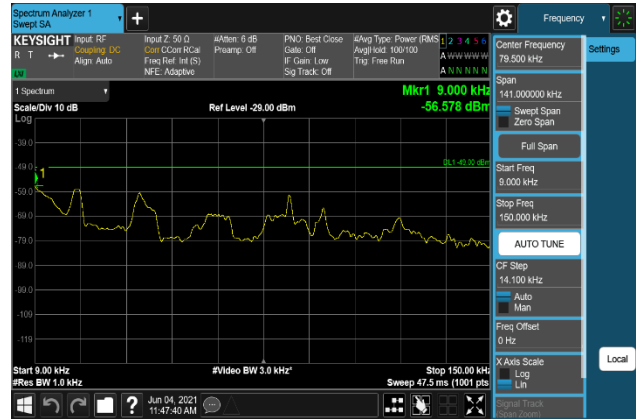 Spectrum Analyzer 1
Swept SA
Frequency
KEYSIGHT
R T
LW
Input: RF
Coupling: DC
Align: Auto
Input Z: 50 Ω
Corr CCorr RCal
Freq Ref: Int (S)
NFE: Adaptive
#Atten: 6 dB
Preamp: Off
PNO: Best Close
Gate: Off
IF Gain: Low
Sig Track: Off
#Avg Type: Power (RMS
Avg|Hold: 100/100
Trig: Free Run
1 2 3 4 5 6
A W W W W W
A N N N N N
1 Spectrum
Scale/Div 10 dB
Ref Level -29.00 dBm
Mkr1 9.000 kHz
-56.578 dBm
Log
-39.0
-49.0
-59.0
-69.0
-79.0
-89.0
-99.0
-109
-119
1
DL1 -49.00 dBm
Start 9.00 kHz
#Res BW 1.0 kHz
#Video BW 3.0 kHz*
Stop 150.00 kHz
Sweep 47.5 ms (1001 pts
Jun 04, 2021
11:47:40 AM
Center Frequency
79.500 kHz
Span
141.000000 kHz
Swept Span
Zero Span
Full Span
Start Freq
9.000 kHz
Stop Freq
150.000 kHz
AUTO TUNE
CF Step
14.100 kHz
Auto
Man
Freq Offset
0 Hz
X Axis Scale
Log
Lin
Signal Track
(Span Zoom)
Settings
Local